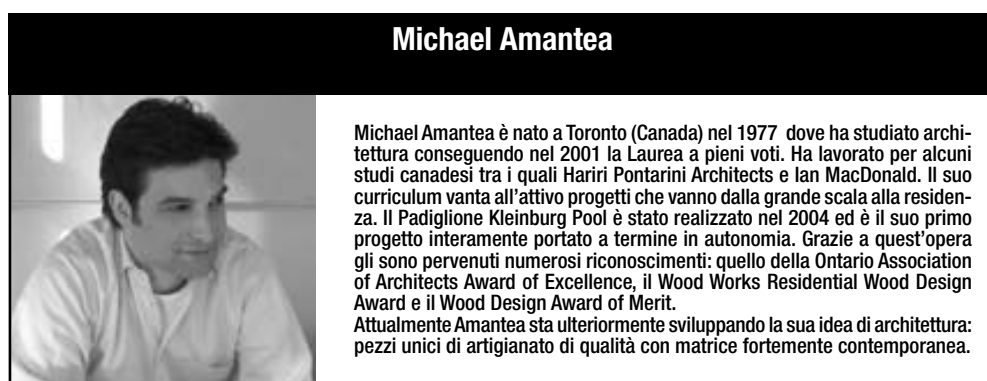 Michael Amantea
Michael Amantea è nato a Toronto (Canada) nel 1977 dove ha studiato archi-
tettura conseguendo nel 2001 la Laurea a pieni voti. Ha lavorato per alcuni
studi canadesi tra i quali Hariri Pontarini Architects e Ian MacDonald. Il suo
curriculum vanta all'attivo progetti che vanno dalla grande scala alla residen-
za. Il Padiglione Kleinburg Pool è stato realizzato nel 2004 ed è il suo primo
progetto interamente portato a termine in autonomia. Grazie a quest'opera
gli sono pervenuti numerosi riconoscimenti: quello della Ontario Association
of Architects Award of Excellence, il Wood Works Residential Wood Design
Award e il Wood Design Award of Merit.
Attualmente Amantea sta ulteriormente sviluppando la sua idea di architettura:
pezzi unici di artigianato di qualità con matrice fortemente contemporanea.